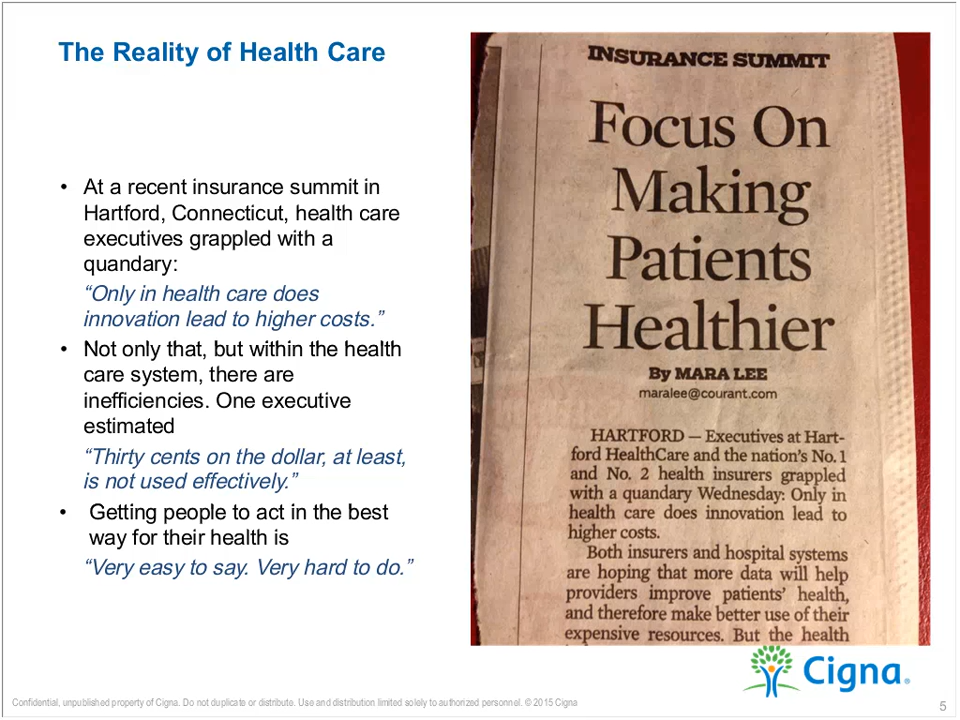 The Reality of Health Care
• At a recent insurance summit in
Hartford, Connecticut, health care
executives grappled with a
quandary:
“Only in health care does
innovation lead to higher costs.”
• Not only that, but within the health
care system, there are
inefficiencies. One executive
estimated
“Thirty cents on the dollar, at least,
is not used effectively.”
• Getting people to act in the best
way for their health is
“Very easy to say. Very hard to do.”
INSURANCE SUMMIT
Focus On
Making
Patients
Healthier
By MARA LEE
maralee@courant.com
HARTFORD — Executives at Hart-
ford HealthCare and the nation’s No. 1
and No. 2 health insurers grappled
with a quandary Wednesday: Only in
health care does innovation lead to
higher costs.
Both insurers and hospital systems
are hoping that more data will help
providers improve patients’ health,
and therefore make better use of their
expensive resources. But the health
Cigna®
Confidential, unpublished property of Cigna. Do not duplicate or distribute. Use and distribution limited solely to authorized personnel. © 2015 Cigna
5